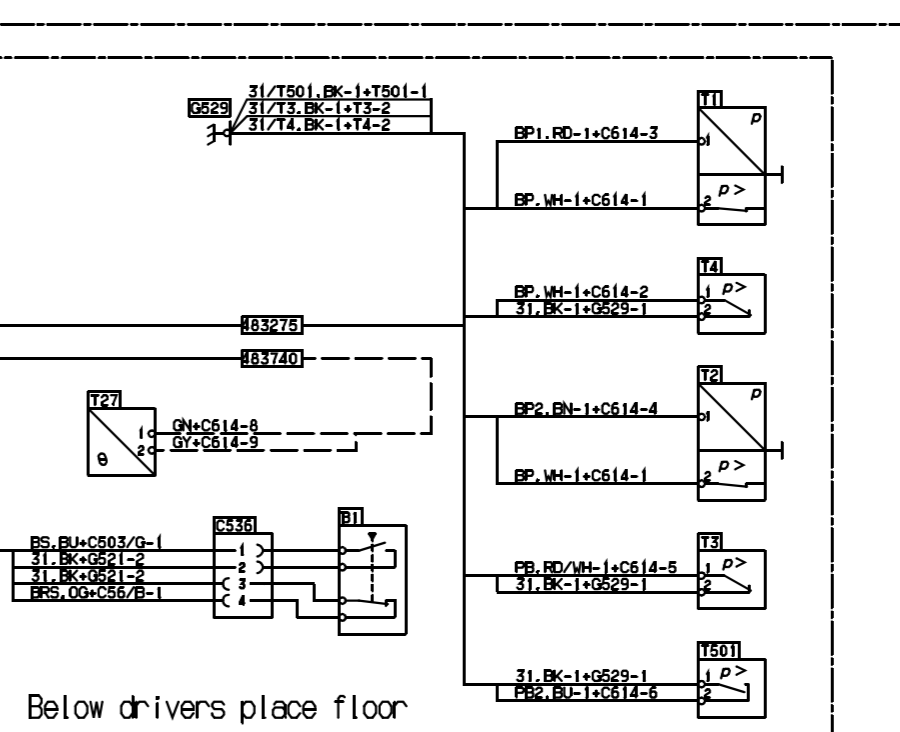 31/T501.BK-1+T501-1
G529
31/T3.BK-1+T3-2
31/T4.BK-1+T4-2
T1
p
BP1.RD-1+C614-3
1
BP.WH-1+C614-1
2 p>
T4
BP.WH-1+C614-2
1 p>
31.BK-1+G529-1
2
483275
483740
T2
p
T27
BP2.BN-1+C614-4
1
1 GN+C614-8
2 GY+C614-9
θ
BP.WH-1+C614-1
2 p>
C536
B1
BS.BU+C503/G-1
1
31.BK+G521-2
2
31.BK+G521-2
3
BRS.OG+C56/B-1
4
T3
PB.RD/WH-1+C614-5
1 p>
31.BK-1+G529-1
2
T501
31.BK-1+G529-1
1 p>
PB2.BU-1+C614-6
2
Below drivers place floor